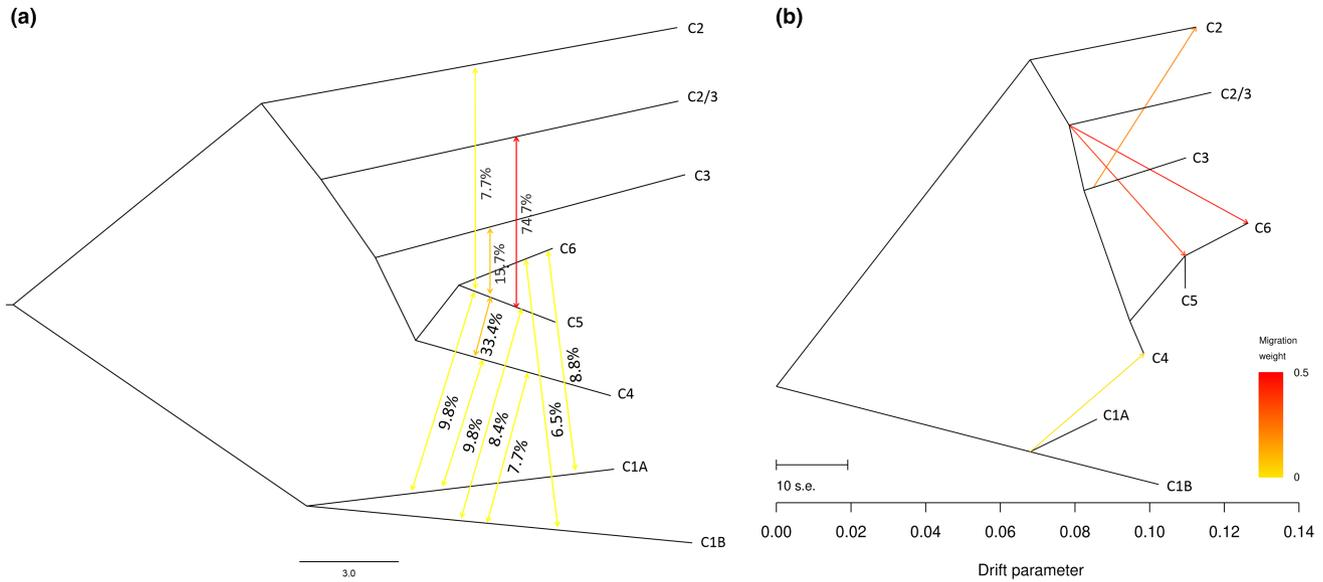 (a)
C2
C2/3
C3
C6
C5
C4
C1A
C1B
7.7%
74.7%
15.7%
33.4%
8.8%
9.8%
9.8%
8.4%
7.7%
6.5%
3.0
(b)
C2
C2/3
C3
C6
C5
C4
C1A
C1B
Migration
weight
0.5
0
10 s.e.
0.00 0.02 0.04 0.06 0.08 0.10 0.12 0.14
Drift parameter